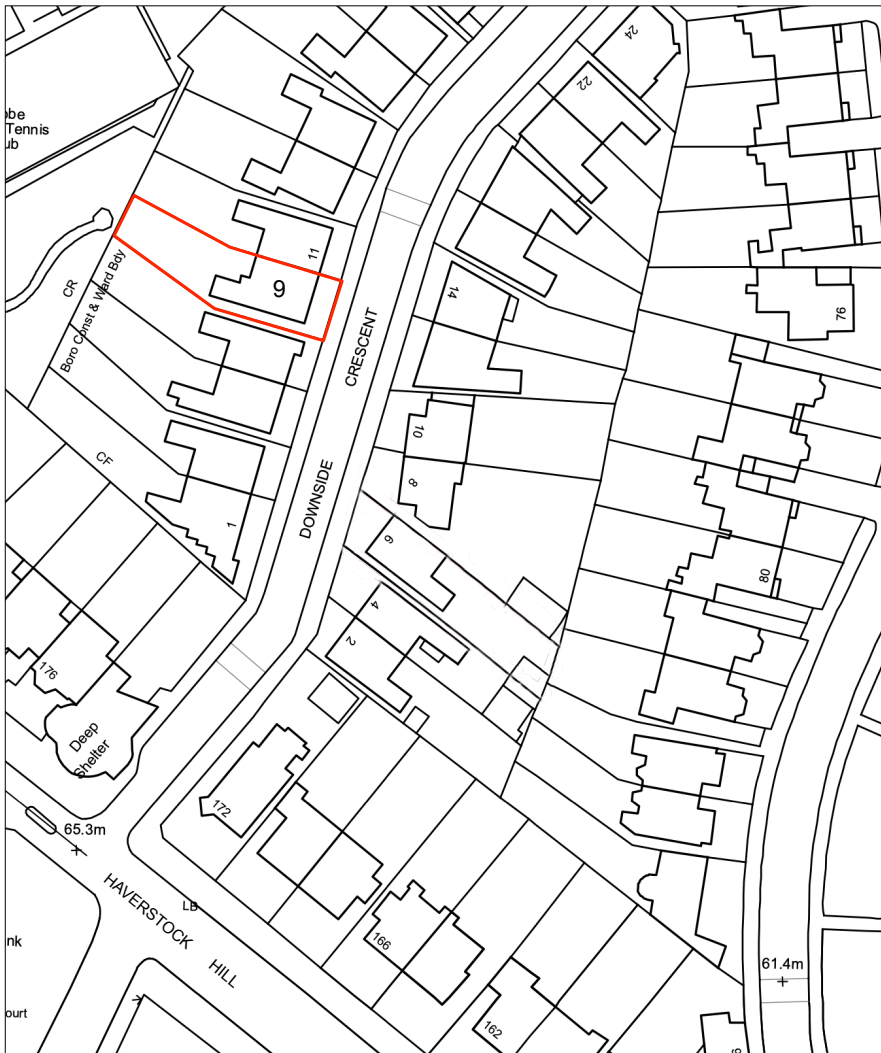 24
22
obe
Tennis
ub
11
9
CR
Boro Const & Ward Bdy
14
76
CRESCENT
10
8
CF
DOWNSIDE
1
6
4
2
80
176
Deep
Shelter
172
65.3m
HAVERSTOCK
HILL
LB
166
nk
61.4m
ourt
162